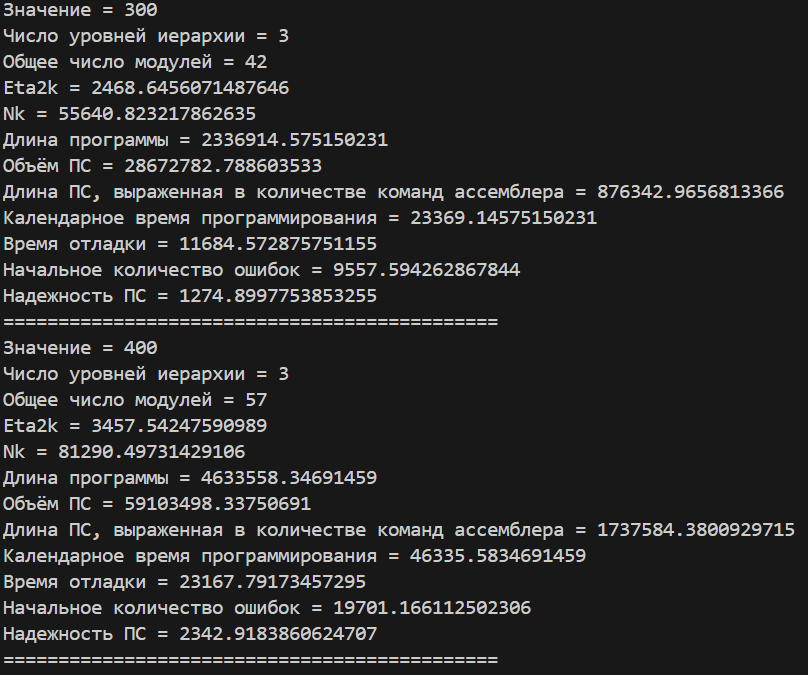 Значение = 300
Число уровней иерархии = 3
Общее число модулей = 42
Eta2k = 2468.6456071487646
Nk = 55640.823217862635
Длина программы = 2336914.575150231
Объём ПС = 28672782.788603533
Длина ПС, выраженная в количестве команд ассемблера = 876342.9656813366
Календарное время программирования = 23369.14575150231
Время отладки = 11684.572875751155
Начальное количество ошибок = 9557.594262867844
Надежность ПС = 1274.8997753853255
=============================================
Значение = 400
Число уровней иерархии = 3
Общее число модулей = 57
Eta2k = 3457.54247590989
Nk = 81290.49731429106
Длина программы = 4633558.34691459
Объём ПС = 59103498.33750691
Длина ПС, выраженная в количестве команд ассемблера = 1737584.3800929715
Календарное время программирования = 46335.5834691459
Время отладки = 23167.79173457295
Начальное количество ошибок = 19701.166112502306
Надежность ПС = 2342.9183860624707
=============================================